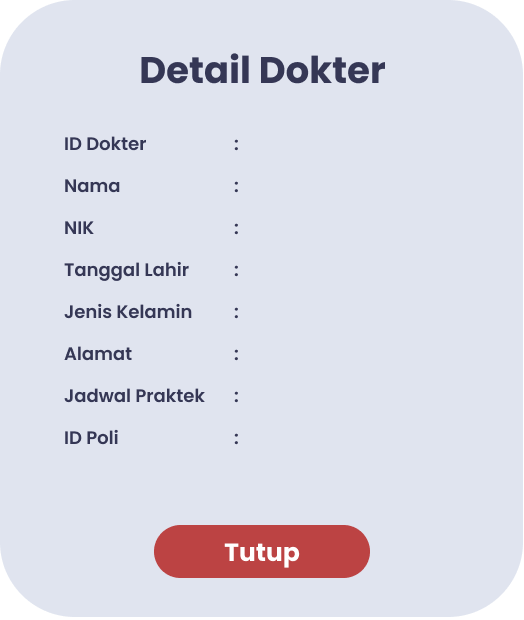 Detail Dokter
ID Dokter :
Nama :
NIK :
Tanggal Lahir :
Jenis Kelamin :
Alamat :
Jadwal Praktek :
ID Poli :
Tutup